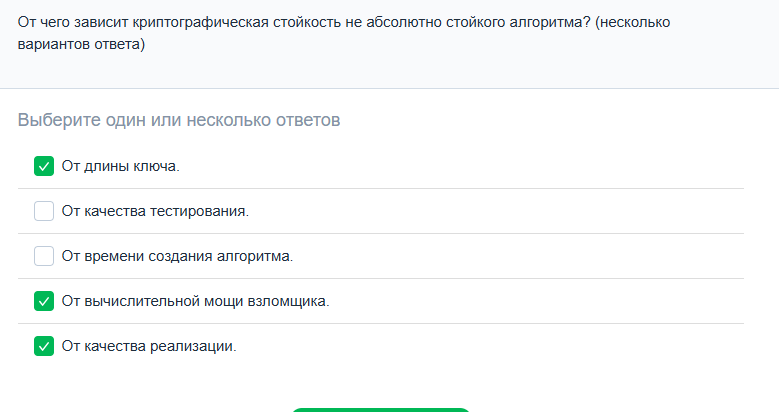 От чего зависит криптографическая стойкость не абсолютно стойкого алгоритма? (несколько
вариантов ответа)
Выберите один или несколько ответов
От длины ключа.
От качества тестирования.
От времени создания алгоритма.
От вычислительной мощи взломщика.
От качества реализации.